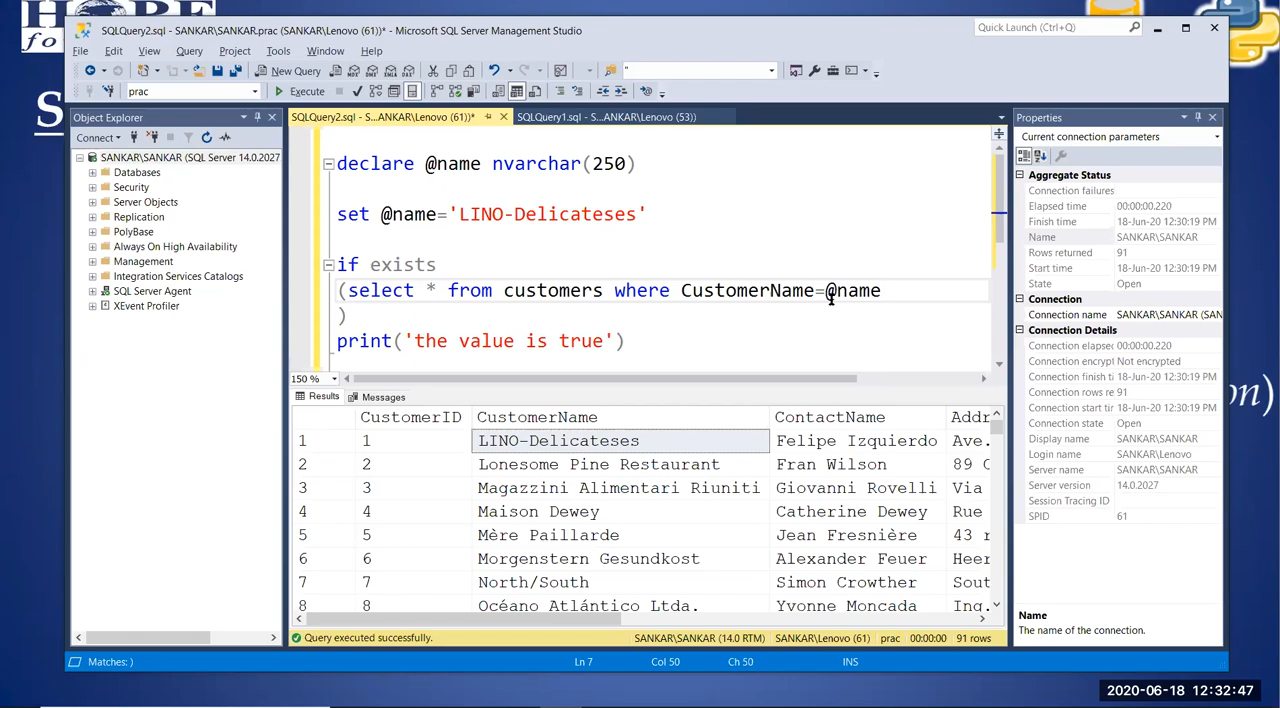 HOPE
fo
S
on)
SQLQuery2.sql - SANKAR\SANKAR.prac (SANKAR\Lenovo (61))* - Microsoft SQL Server Management Studio
Quick Launch (Ctrl+Q)
File Edit View Query Project Tools Window Help
New Query
prac
Execute
Object Explorer
Connect
SANKAR\SANKAR (SQL Server 14.0.2027
Databases
Security
Server Objects
Replication
PolyBase
Always On High Availability
Management
Integration Services Catalogs
SQL Server Agent
XEvent Profiler
SQLQuery2.sql - S...ANKAR\Lenovo (61))*
SQLQuery1.sql - S...ANKAR\Lenovo (53))
declare @name nvarchar(250)
set @name='LINO-Delicateses'
if exists
(select * from customers where CustomerName=@name
)
print('the value is true')
150 %
Results Messages
CustomerID CustomerName ContactName Addr
1 1 LINO-Delicateses Felipe Izquierdo Ave.
2 2 Lonesome Pine Restaurant Fran Wilson 89 C
3 3 Magazzini Alimentari Riuniti Giovanni Rovelli Via
4 4 Maison Dewey Catherine Dewey Rue
5 5 Mère Paillarde Jean Fresnière 43 r
6 6 Morgenstern Gesundkost Alexander Feuer Heer
7 7 North/South Simon Crowther Sout
8 8 Océano Atlántico Ltda. Yvonne Moncada Ing.
Query executed successfully.
SANKAR\SANKAR (14.0 RTM) SANKAR\Lenovo (61) prac 00:00:00 91 rows
Properties
Current connection parameters
Aggregate Status
Connection failures
Elapsed time 00:00:00.220
Finish time 18-Jun-20 12:30:19 PM
Name SANKAR\SANKAR
Rows returned 91
Start time 18-Jun-20 12:30:19 PM
State Open
Connection
Connection name SANKAR\SANKAR (SAN
Connection Details
Connection elapsec 00:00:00.220
Connection encrypt Not encrypted
Connection finish ti 18-Jun-20 12:30:19 PM
Connection rows re 91
Connection start tir 18-Jun-20 12:30:19 PM
Connection state Open
Display name SANKAR\SANKAR
Login name SANKAR\Lenovo
Server name SANKAR\SANKAR
Server version 14.0.2027
Session Tracing ID
SPID 61
Name
The name of the connection.
Matches: )
Ln 7 Col 50 Ch 50 INS
2020-06-18 12:32:47